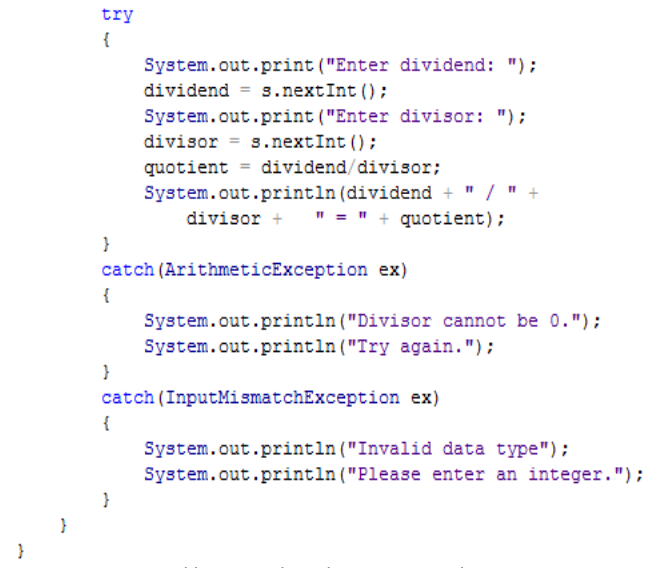 try
{
System.out.print("Enter dividend: ");
dividend = s.nextInt();
System.out.print("Enter divisor: ");
divisor = s.nextInt();
quotient = dividend/divisor;
System.out.println(dividend + " / " +
divisor +   " = " + quotient);
}
catch(ArithmeticException ex)
{
System.out.println("Divisor cannot be 0.");
System.out.println("Try again.");
}
catch(InputMismatchException ex)
{
System.out.println("Invalid data type");
System.out.println("Please enter an integer.");
}
}
}